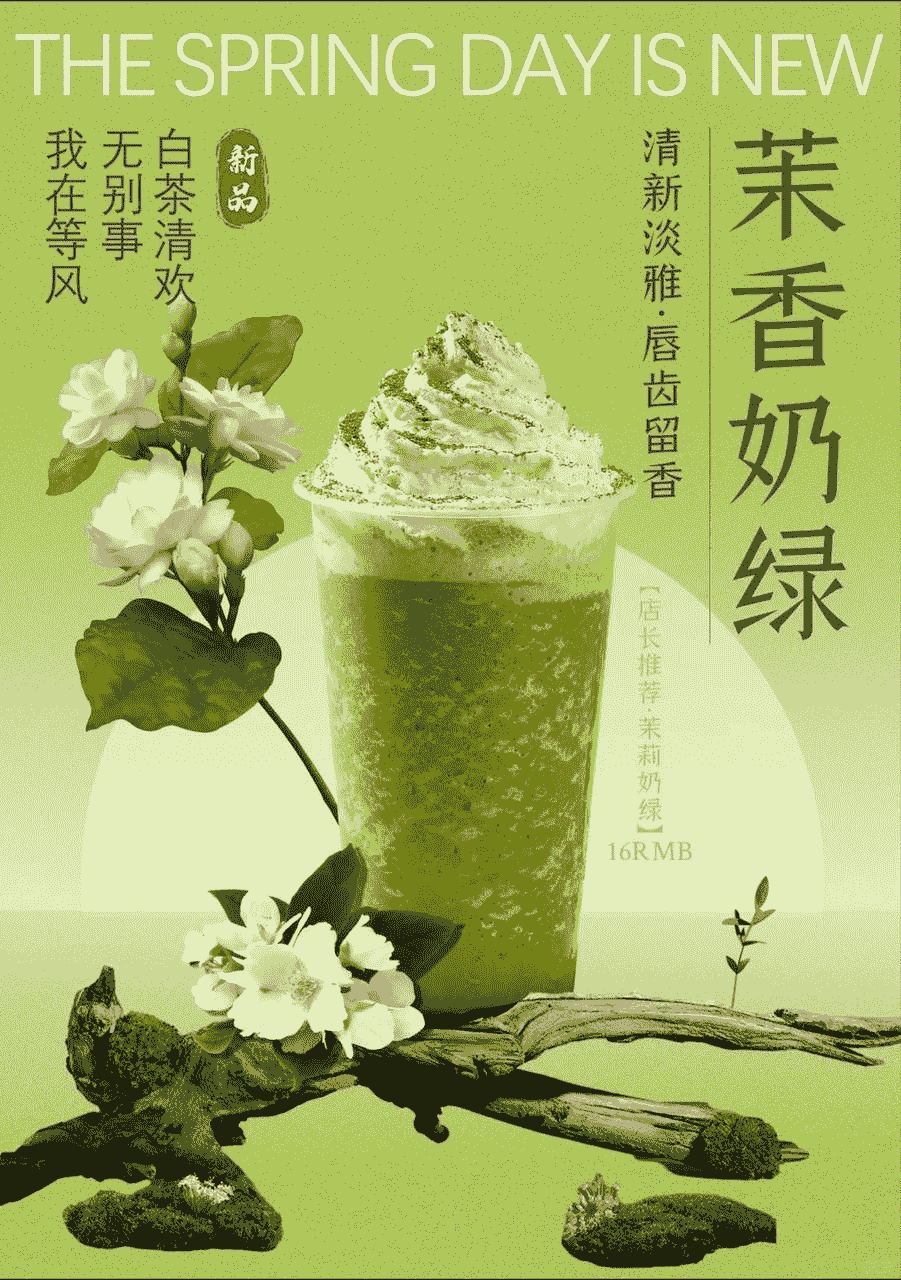 THE SPRING DAY IS NEW
茉香奶绿
清新淡雅·唇齿留香
新品
白茶清欢
无别事
我在等风
【店长推荐·茉莉奶绿】
16RMB